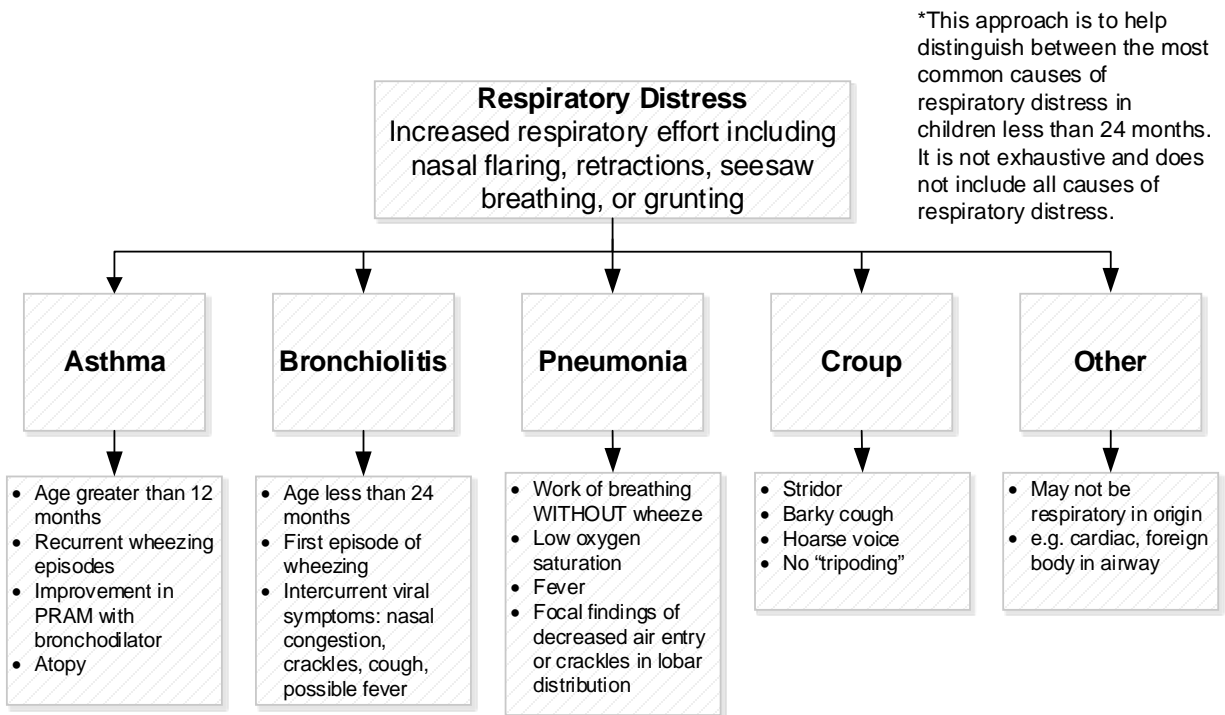 *This approach is to help
distinguish between the most
common causes of
respiratory distress in
children less than 24 months.
It is not exhaustive and does
not include all causes of
respiratory distress.
Respiratory Distress
Increased respiratory effort including
nasal flaring, retractions, seesaw
breathing, or grunting
Asthma
Bronchiolitis
Pneumonia
Croup
Other
• Age greater than 12
months
• Recurrent wheezing
episodes
• Improvement in
PRAM with
bronchodilator
• Atopy
• Age less than 24
months
• First episode of
wheezing
• Intercurrent viral
symptoms: nasal
congestion,
crackles, cough,
possible fever
• Work of breathing
WITHOUT wheeze
• Low oxygen
saturation
• Fever
• Focal findings of
decreased air entry
or crackles in lobar
distribution
• Stridor
• Barky cough
• Hoarse voice
• No “tripoding”
• May not be
respiratory in origin
• e.g. cardiac, foreign
body in airway